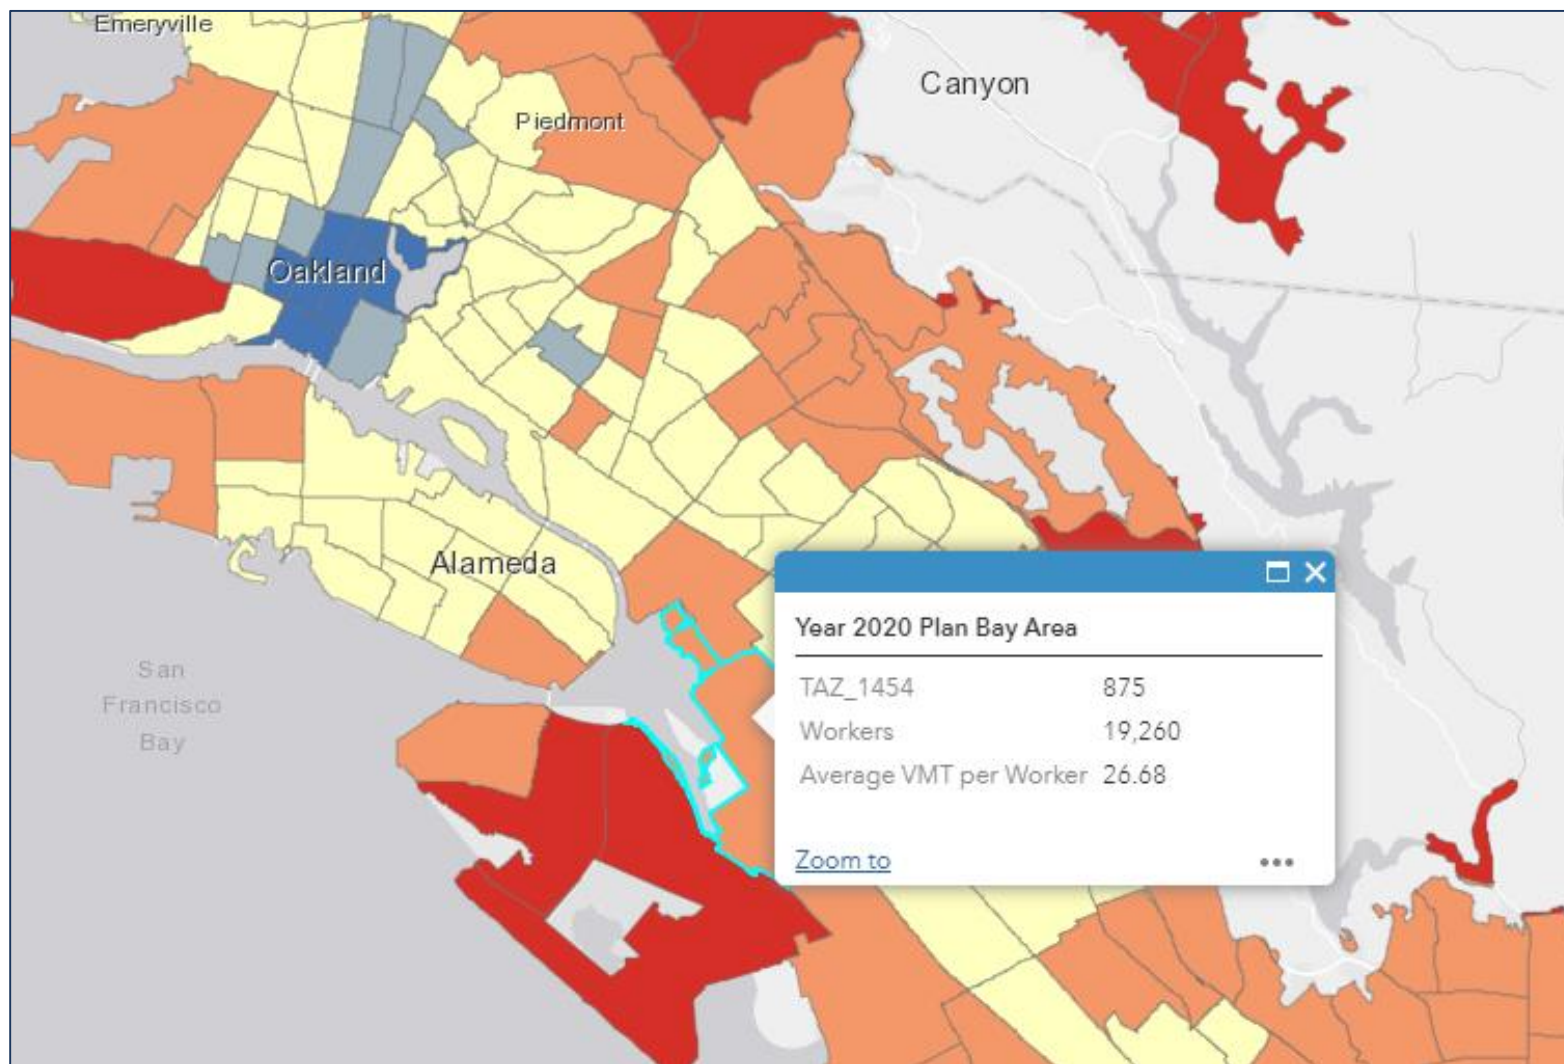 Emeryville
Canyon
Piedmont
Oakland
Alameda
San
Francisco
Bay
Year 2020 Plan Bay Area
TAZ_1454 875
Workers 19,260
Average VMT per Worker 26.68
Zoom to